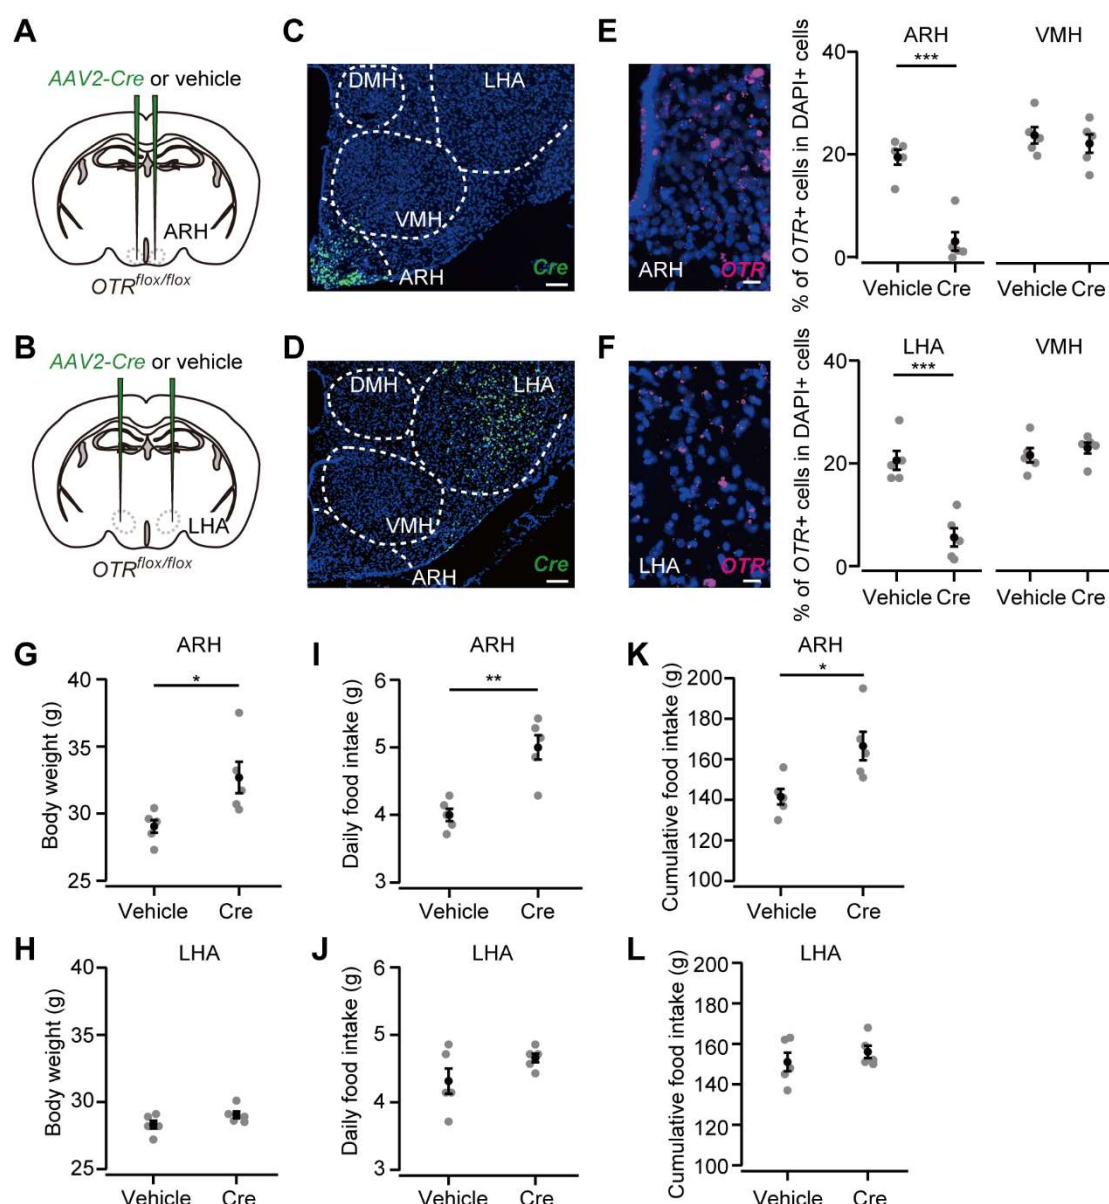 A
AAV2-Cre or vehicle
ARH
OTRflox/flox
B
AAV2-Cre or vehicle
LHA
OTRflox/flox
C
DMH
LHA
VMH
ARH
Cre
D
DMH
LHA
VMH
ARH
Cre
E
ARH
OTR
% of OTR+ cells in DAPI+ cells
ARH
VMH
40
***
20
0
Vehicle Cre
Vehicle Cre
F
LHA
OTR
% of OTR+ cells in DAPI+ cells
LHA
VMH
40
***
20
0
Vehicle Cre
Vehicle Cre
G
ARH
Body weight (g)
40
*
35
30
25
Vehicle Cre
I
ARH
Daily food intake (g)
6
**
5
4
3
Vehicle Cre
K
ARH
Cumulative food intake (g)
200
*
180
160
140
120
100
Vehicle Cre
H
LHA
Body weight (g)
40
35
30
25
Vehicle Cre
J
LHA
Daily food intake (g)
6
5
4
3
Vehicle Cre
L
LHA
Cumulative food intake (g)
200
180
160
140
120
100
Vehicle Cre